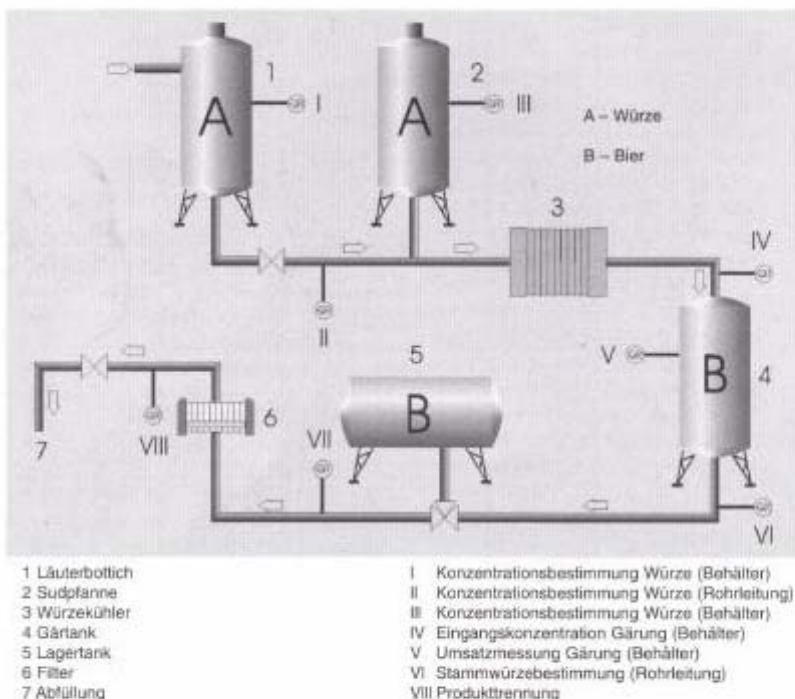 1
2
A
A
I
III
A – Würze
B – Bier
3
IV
II
5
V
B
4
B
VII
6
VIII
7
VI
1 Läuterbottich
2 Sudpfanne
3 Würzekühler
4 Gärtank
5 Lagertank
6 Filter
7 Abfüllung
I Konzentrationsbestimmung Würze (Behälter)
II Konzentrationsbestimmung Würze (Rohrleitung)
III Konzentrationsbestimmung Würze (Behälter)
IV Eingangskonzentration Gärung (Behälter)
V Umsatzmessung Gärung (Behälter)
VI Stammwürzebestimmung (Rohrleitung)
VIII Produkttrennung